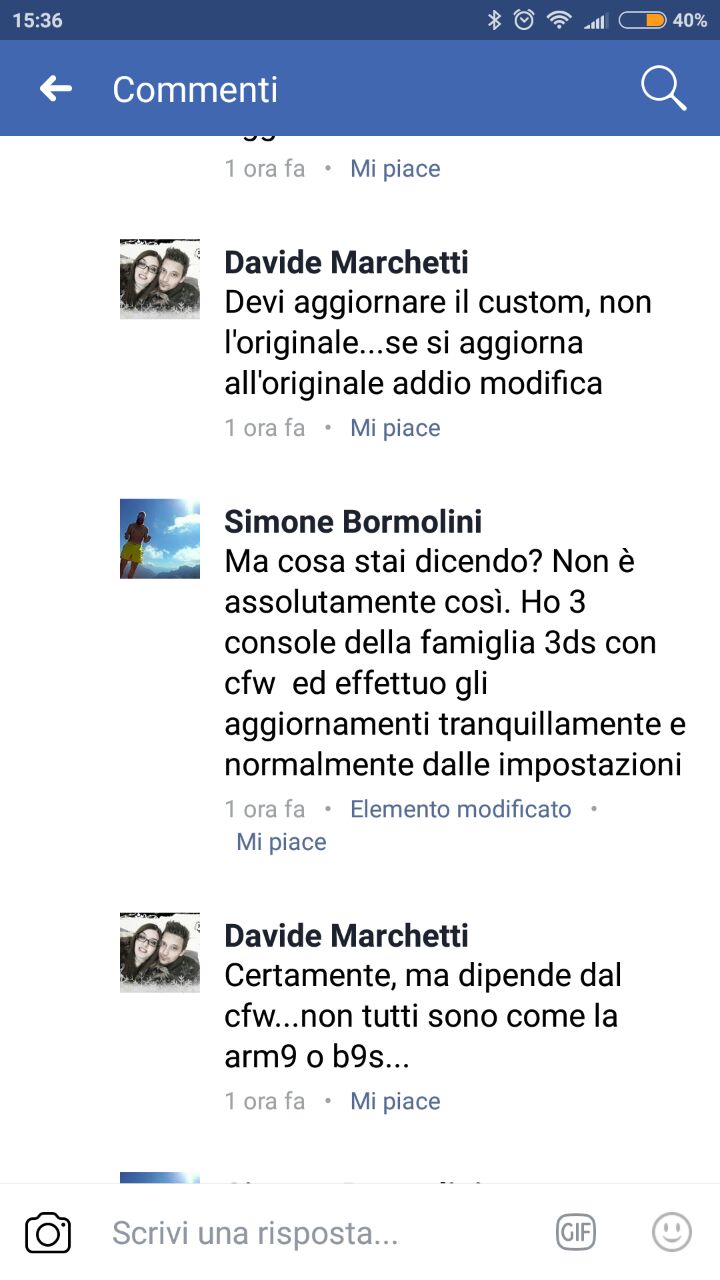 15:36
40%
Commenti
1 ora fa • Mi piace
Davide Marchetti
Devi aggiornare il custom, non
l'originale...se si aggiorna
all'originale addio modifica
1 ora fa • Mi piace
Simone Bormolini
Ma cosa stai dicendo? Non è
assolutamente così. Ho 3
console della famiglia 3ds con
cfw  ed effettuo gli
aggiornamenti tranquillamente e
normalmente dalle impostazioni
1 ora fa • Elemento modificato •
Mi piace
Davide Marchetti
Certamente, ma dipende dal
cfw...non tutti sono come la
arm9 o b9s...
1 ora fa • Mi piace
Scrivi una risposta...
GIF